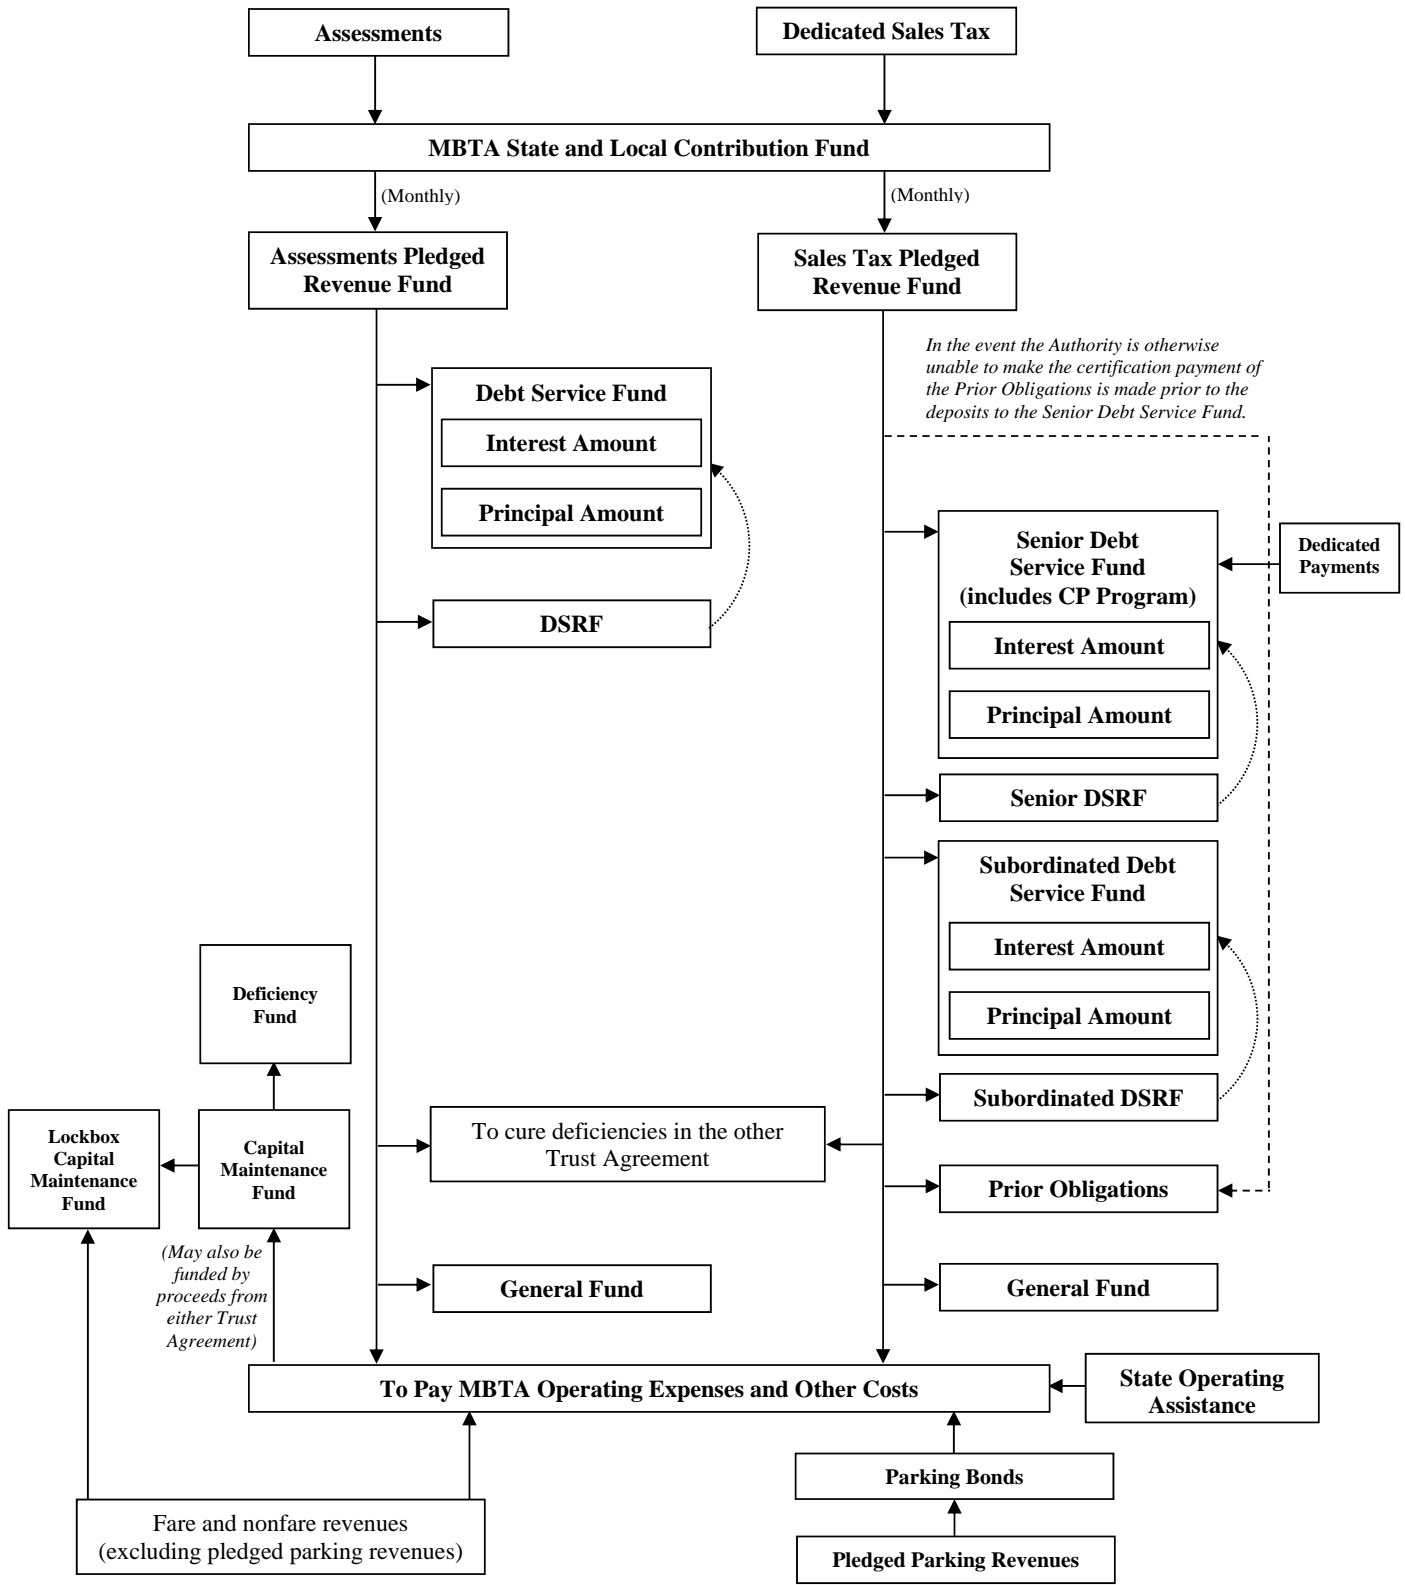 Assessments
Dedicated Sales Tax
MBTA State and Local Contribution Fund
(Monthly)
(Monthly)
Assessments Pledged
Revenue Fund
Sales Tax Pledged
Revenue Fund
In the event the Authority is otherwise
unable to make the certification payment of
the Prior Obligations is made prior to the
deposits to the Senior Debt Service Fund.
Debt Service Fund
Interest Amount
Principal Amount
DSRF
Senior Debt
Service Fund
(includes CP Program)
Interest Amount
Principal Amount
Dedicated
Payments
Senior DSRF
Subordinated Debt
Service Fund
Interest Amount
Principal Amount
Subordinated DSRF
Deficiency
Fund
Lockbox
Capital
Maintenance
Fund
Capital
Maintenance
Fund
To cure deficiencies in the other
Trust Agreement
Prior Obligations
(May also be
funded by
proceeds from
either Trust
Agreement)
General Fund
General Fund
To Pay MBTA Operating Expenses and Other Costs
State Operating
Assistance
Parking Bonds
Fare and nonfare revenues
(excluding pledged parking revenues)
Pledged Parking Revenues